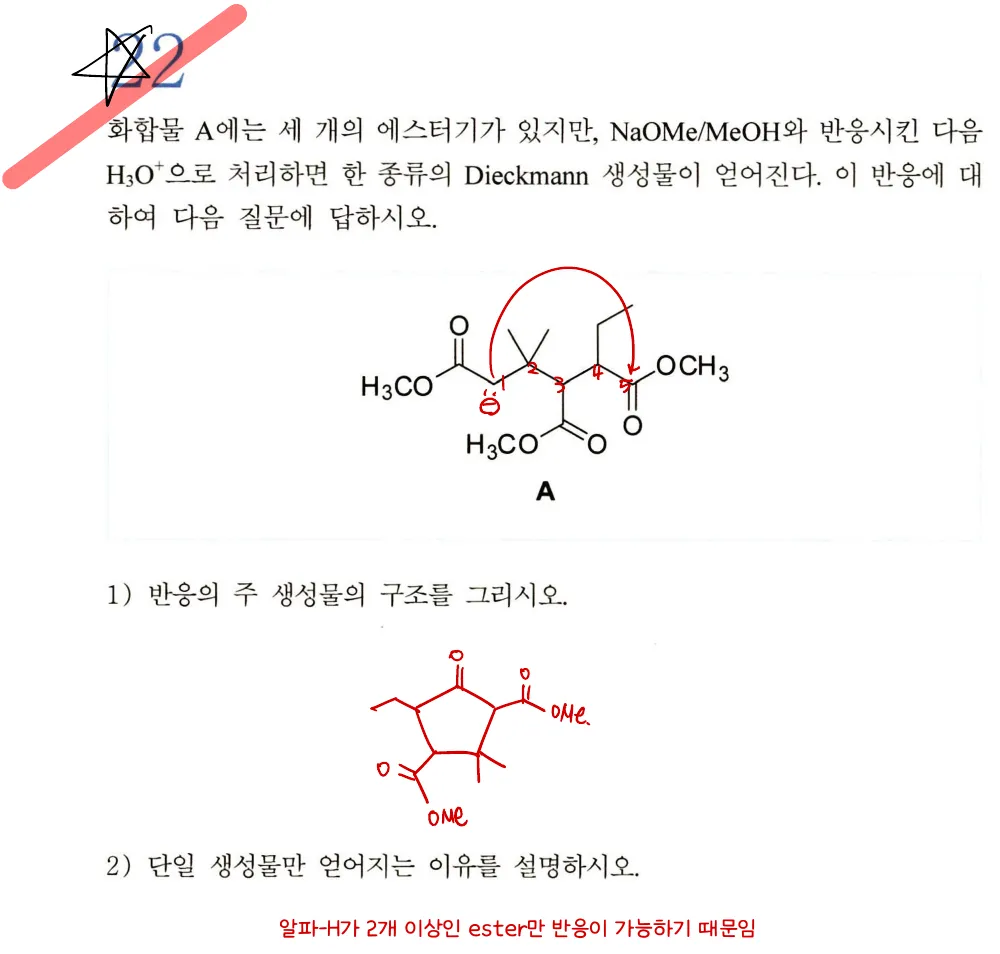 22
화합물 A에는 세 개의 에스터기가 있지만, NaOMe/MeOH와 반응시킨 다음
H₃O⁺으로 처리하면 한 종류의 Dieckmann 생성물이 얻어진다. 이 반응에 대
하여 다음 질문에 답하시오.
O
H₃CO
1
2
3
4
5
OCH₃
O
⊖
H₃CO
O
A
1) 반응의 주 생성물의 구조를 그리시오.
O
O
OMe.
O
OMe
2) 단일 생성물만 얻어지는 이유를 설명하시오.
알파-H가 2개 이상인 ester만 반응이 가능하기 때문임